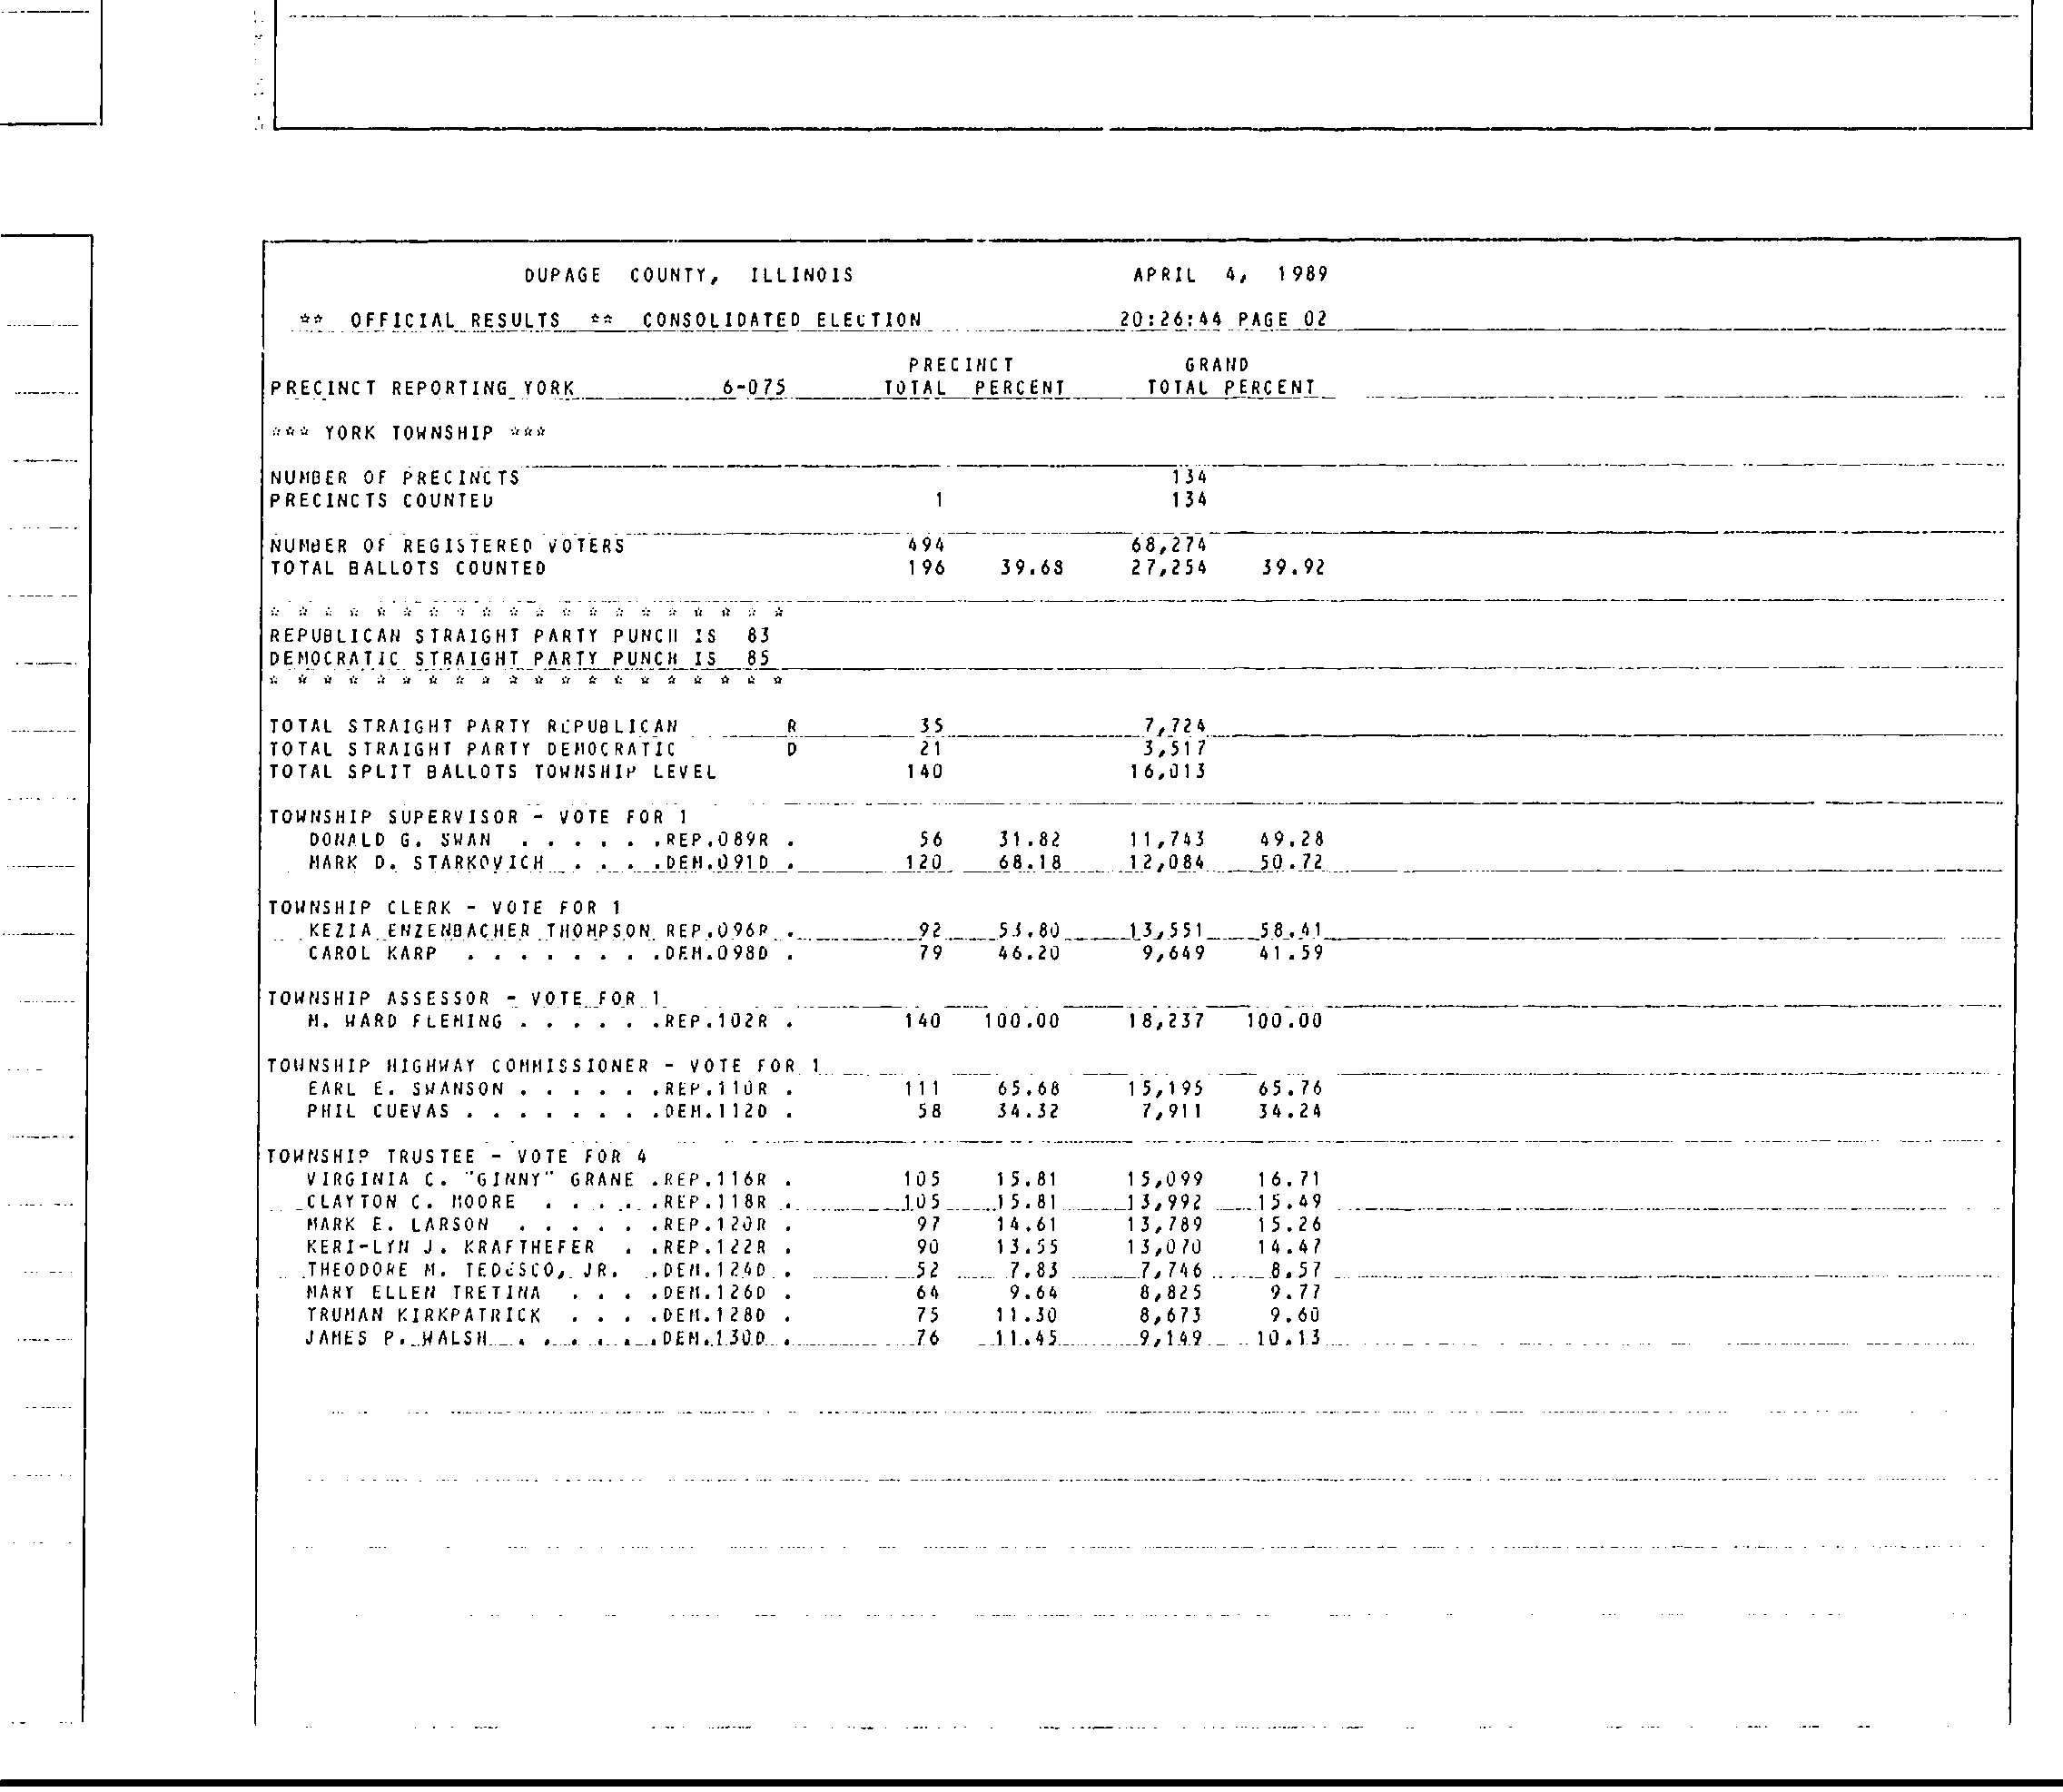 DUPAGE COUNTY, ILLINOIS APRIL 4, 1989
** OFFICIAL RESULTS ** CONSOLIDATED ELECTION 20:26:44 PAGE 02
PRECINCT GRAND
PRECINCT REPORTING YORK 6-075 TOTAL PERCENT TOTAL PERCENT
*** YORK TOWNSHIP ***
NUMBER OF PRECINCTS 134
PRECINCTS COUNTED 1 134
NUMBER OF REGISTERED VOTERS 494 68,274
TOTAL BALLOTS COUNTED 196 39.68 27,254 39.92
* * * * * * * * * * * * * * * * * * * *
REPUBLICAN STRAIGHT PARTY PUNCH IS 83
DEMOCRATIC STRAIGHT PARTY PUNCH IS 85
* * * * * * * * * * * * * * * * * * * *
TOTAL STRAIGHT PARTY REPUBLICAN R 35 7,724
TOTAL STRAIGHT PARTY DEMOCRATIC D 21 3,517
TOTAL SPLIT BALLOTS TOWNSHIP LEVEL 140 16,013
TOWNSHIP SUPERVISOR - VOTE FOR 1
DONALD G. SWAN . . . . . .REP.089R . 56 31.82 11,743 49.28
MARK D. STARKOVICH . . . .DEM.091D . 120 68.18 12,084 50.72
TOWNSHIP CLERK - VOTE FOR 1
KEZIA ENZENBACHER THOMPSON REP.096R . 92 53.80 13,551 58.41
CAROL KARP . . . . . . . .DEM.098D . 79 46.20 9,649 41.59
TOWNSHIP ASSESSOR - VOTE FOR 1
M. WARD FLEMING . . . . . .REP.102R . 140 100.00 18,237 100.00
TOWNSHIP HIGHWAY COMMISSIONER - VOTE FOR 1
EARL E. SWANSON . . . . . .REP.110R . 111 65.68 15,195 65.76
PHIL CUEVAS . . . . . . . .DEM.112D . 58 34.32 7,911 34.24
TOWNSHIP TRUSTEE - VOTE FOR 4
VIRGINIA C. "GINNY" GRANE .REP.116R . 105 15.81 15,099 16.71
CLAYTON C. MOORE . . . . .REP.118R . 105 15.81 13,992 15.49
MARK E. LARSON . . . . . .REP.120R . 97 14.61 13,789 15.26
KERI-LYN J. KRAFTHEFER . .REP.122R . 90 13.55 13,070 14.47
THEODORE M. TEDESCO, JR. .DEM.124D . 52 7.83 7,746 8.57
MARY ELLEN TRETINA . . . .DEM.126D . 64 9.64 8,825 9.77
TRUMAN KIRKPATRICK . . . .DEM.128D . 75 11.30 8,673 9.60
JAMES P. WALSH . . . . . .DEM.130D . 76 11.45 9,149 10.13